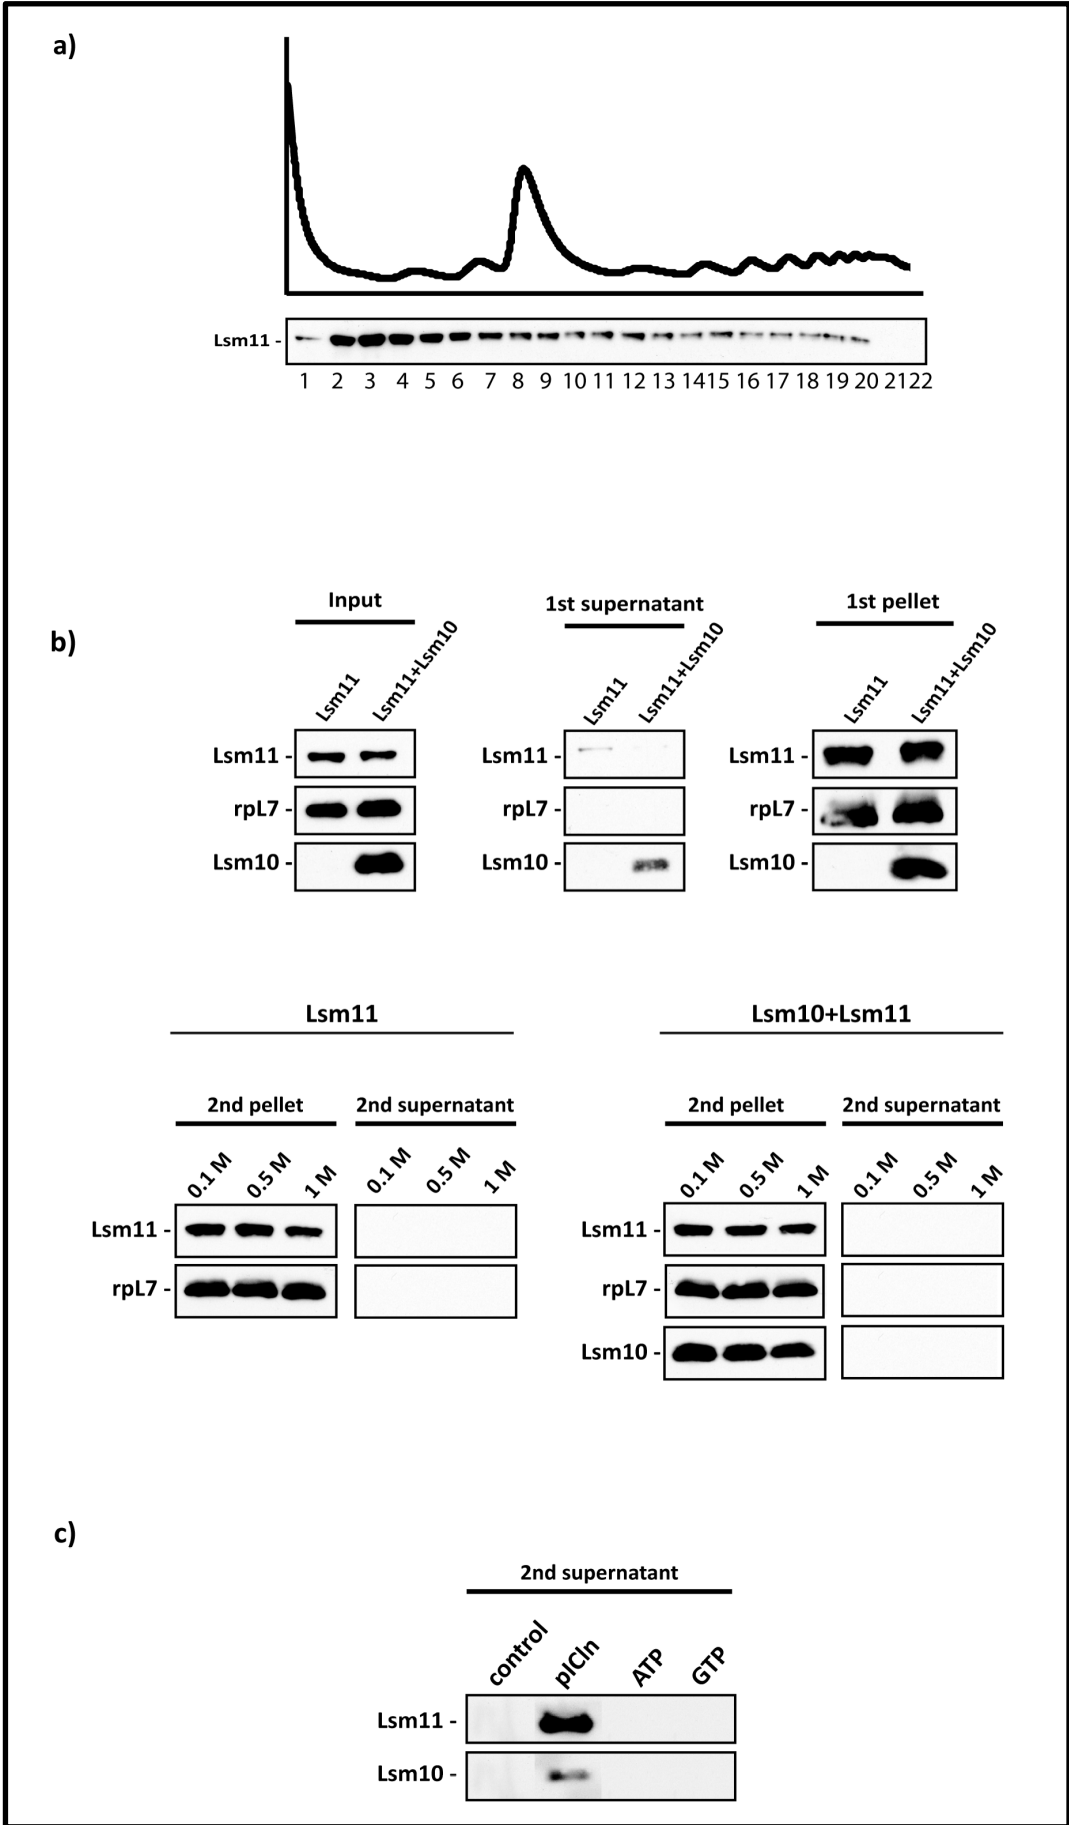 a)
Lsm11 -
1 2 3 4 5 6 7 8 9 10 11 12 13 14 15 16 17 18 19 20 21 22
b)
Input
1st supernatant
1st pellet
Lsm11 Lsm11+Lsm10
Lsm11 Lsm11+Lsm10
Lsm11 Lsm11+Lsm10
Lsm11 - Lsm11 - Lsm11 -
rpL7 - rpL7 - rpL7 -
Lsm10 - Lsm10 - Lsm10 -
Lsm11
Lsm10+Lsm11
2nd pellet 2nd supernatant 2nd pellet 2nd supernatant
0.1 M 0.5 M 1 M 0.1 M 0.5 M 1 M 0.1 M 0.5 M 1 M 0.1 M 0.5 M 1 M
Lsm11 - Lsm11 -
rpL7 - rpL7 -
Lsm10 -
c)
2nd supernatant
control pICln ATP GTP
Lsm11 -
Lsm10 -